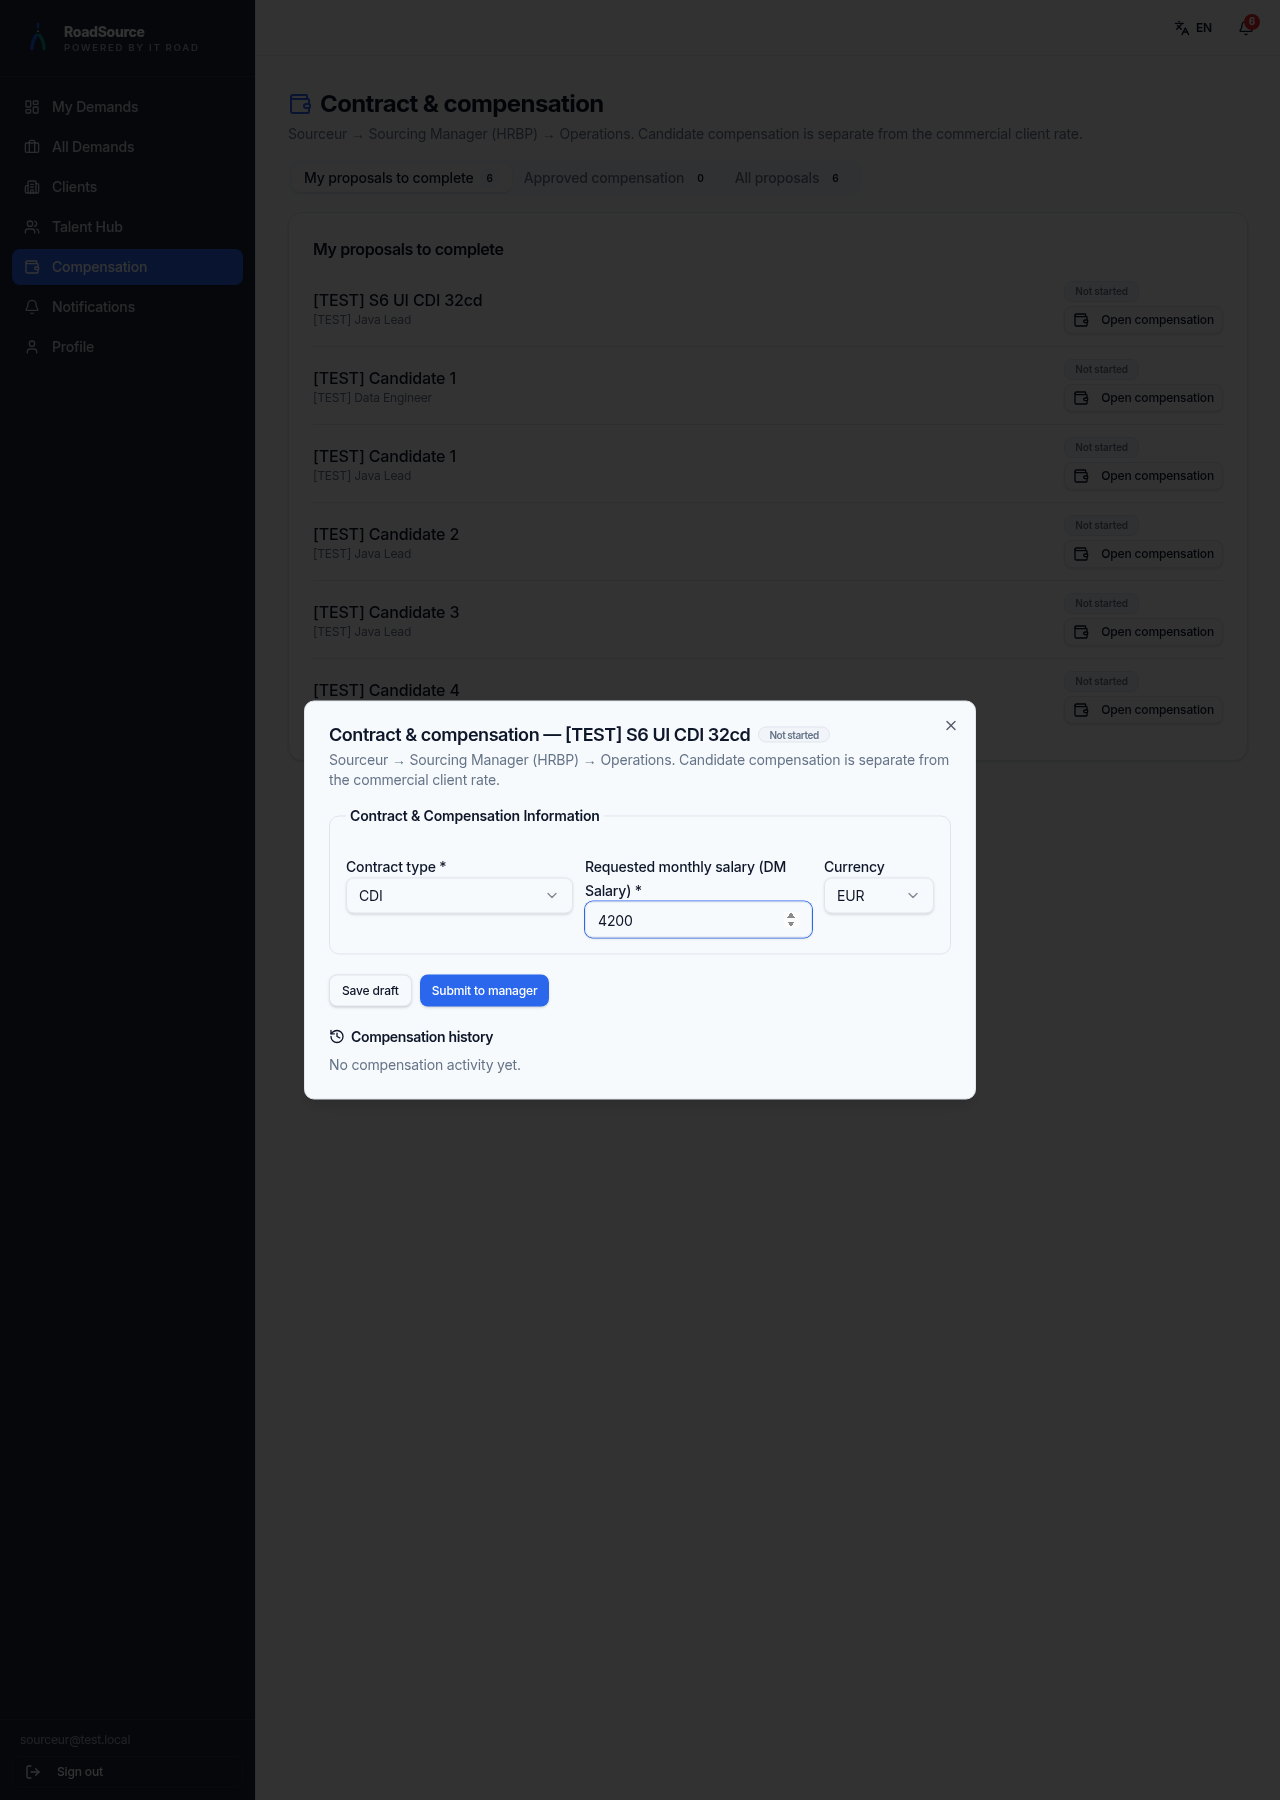 RoadSource
POWERED BY IT ROAD
EN
6
My Demands
All Demands
Clients
Talent Hub
Compensation
Notifications
Profile
Contract & compensation
Sourceur → Sourcing Manager (HRBP) → Operations. Candidate compensation is separate from the commercial client rate.
My proposals to complete 6
Approved compensation 0
All proposals 6
My proposals to complete
[TEST] S6 UI CDI 32cd
[TEST] Java Lead
Not started
Open compensation
[TEST] Candidate 1
[TEST] Data Engineer
Not started
Open compensation
[TEST] Candidate 1
[TEST] Java Lead
Not started
Open compensation
[TEST] Candidate 2
[TEST] Java Lead
Not started
Open compensation
[TEST] Candidate 3
[TEST] Java Lead
Not started
Open compensation
[TEST] Candidate 4
Not started
Open compensation
Contract & compensation — [TEST] S6 UI CDI 32cd Not started
Sourceur → Sourcing Manager (HRBP) → Operations. Candidate compensation is separate from
the commercial client rate.
Contract & Compensation Information
Contract type *
CDI
Requested monthly salary (DM
Salary) *
4200
Currency
EUR
Save draft
Submit to manager
Compensation history
No compensation activity yet.
sourceur@test.local
Sign out